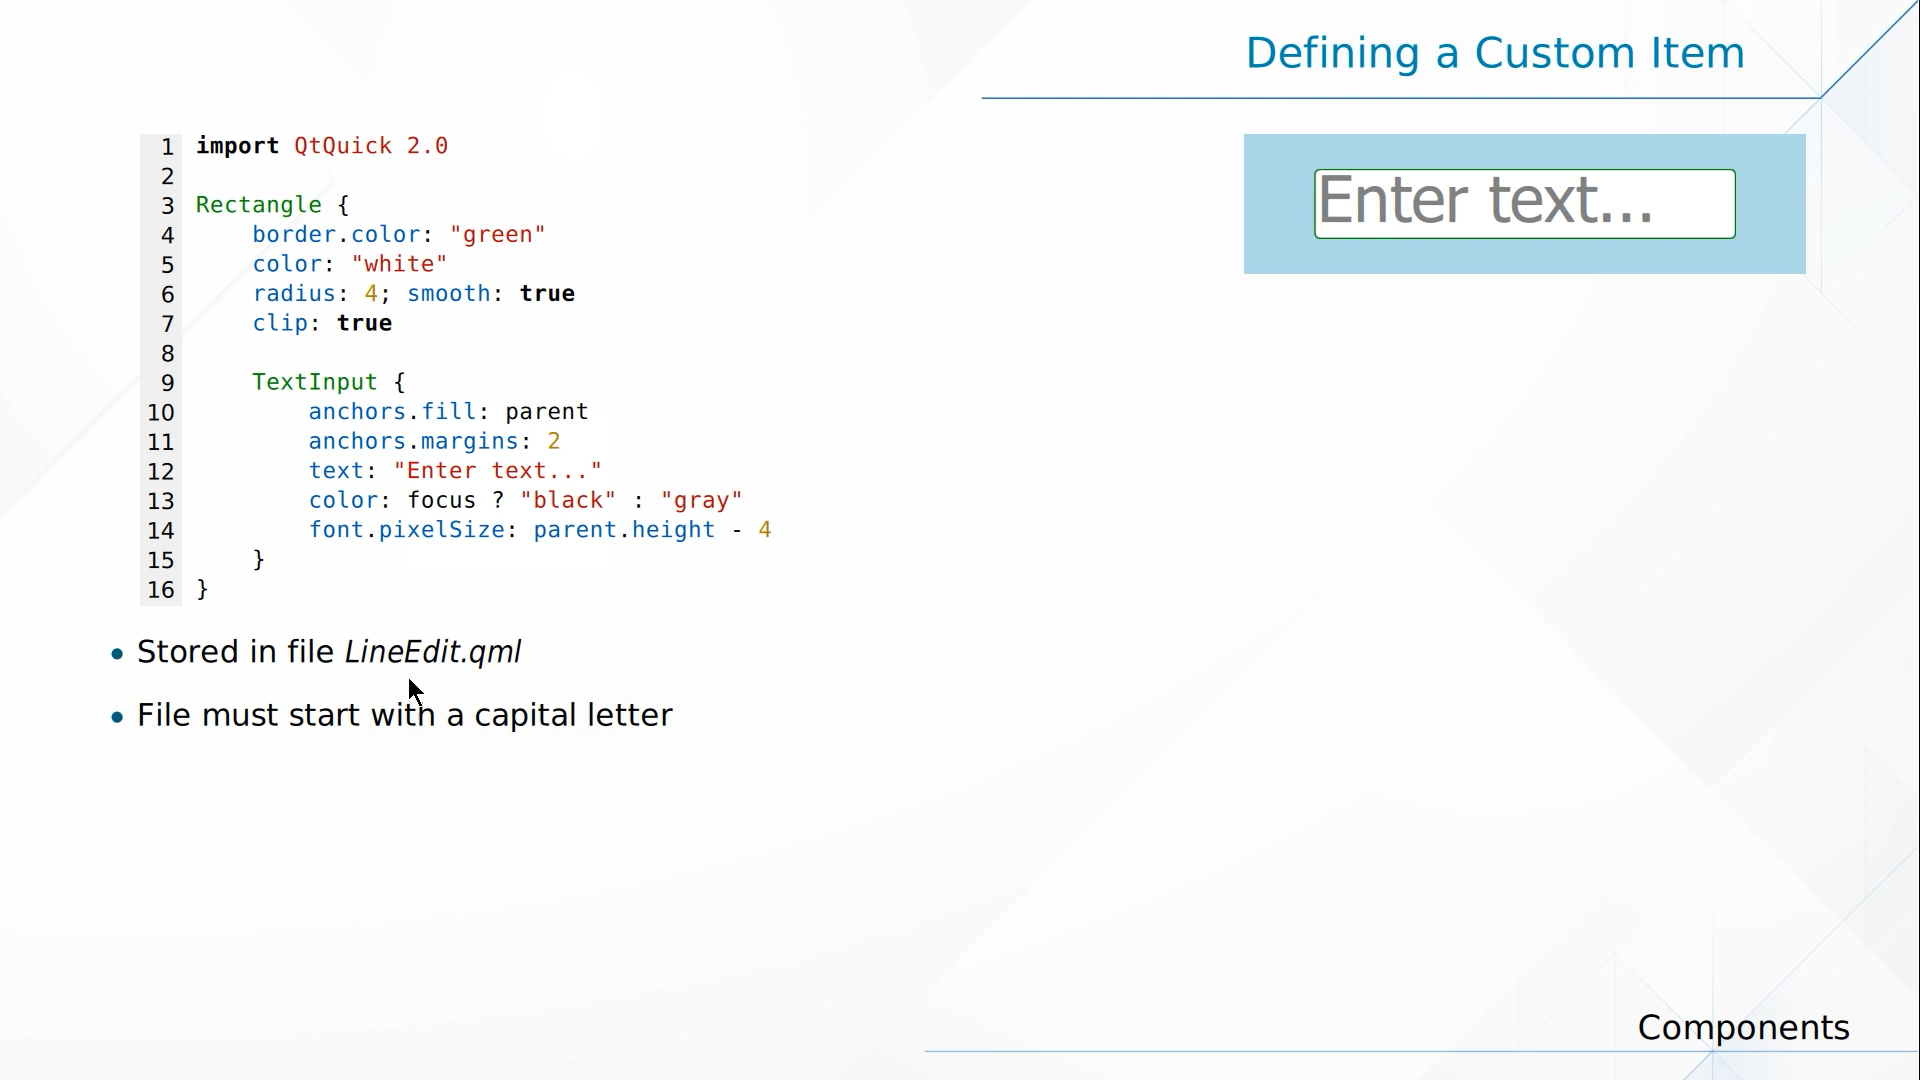 Defining a Custom Item
1 import QtQuick 2.0
2
3 Rectangle {
4     border.color: "green"
5     color: "white"
6     radius: 4; smooth: true
7     clip: true
8
9     TextInput {
10         anchors.fill: parent
11         anchors.margins: 2
12         text: "Enter text..."
13         color: focus ? "black" : "gray"
14         font.pixelSize: parent.height - 4
15     }
16 }
Enter text...
• Stored in file LineEdit.qml
• File must start with a capital letter
Components